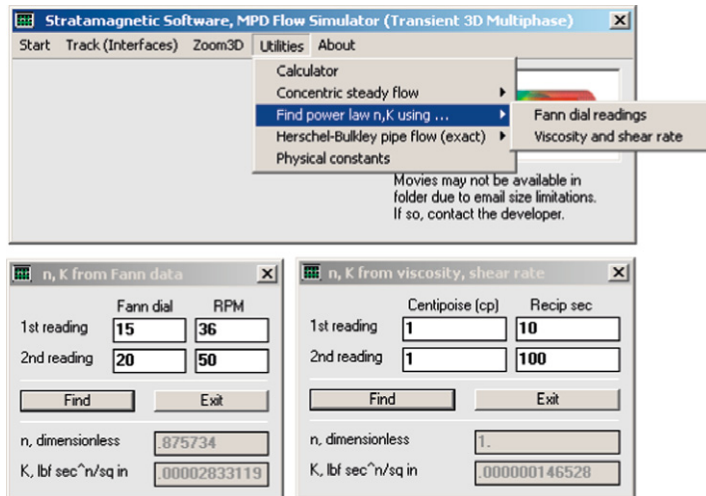 Stratamagnetic Software, MPD Flow Simulator (Transient 3D Multiphase)
Start Track (Interfaces) Zoom3D Utilities About
Calculator
Concentric steady flow
Find power law n,K using ...
Fann dial readings
Herschel-Bulkley pipe flow (exact)
Viscosity and shear rate
Physical constants
Movies may not be available in
folder due to email size limitations.
If so, contact the developer.
n, K from Fann data
Fann dial RPM
1st reading 15 36
2nd reading 20 50
Find Exit
n, dimensionless .875734
K, lbf sec^n/sq in .00002833119
n, K from viscosity, shear rate
Centipoise (cp) Recip sec
1st reading 1 10
2nd reading 1 100
Find Exit
n, dimensionless 1.
K, lbf sec^n/sq in .000000146528